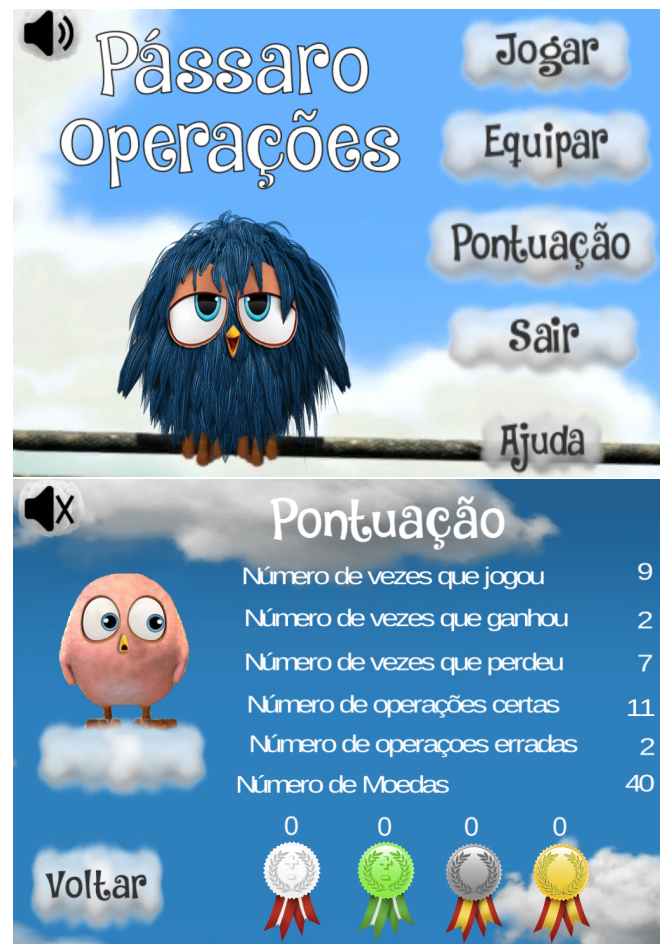 Pássaro
Operações
Jogar
Equipar
Pontuação
Sair
Ajuda
Pontuação
Número de vezes que jogou 9
Número de vezes que ganhou 2
Número de vezes que perdeu 7
Número de operações certas 11
Número de operaçoes erradas 2
Número de Moedas 40
0 0 0 0
Voltar